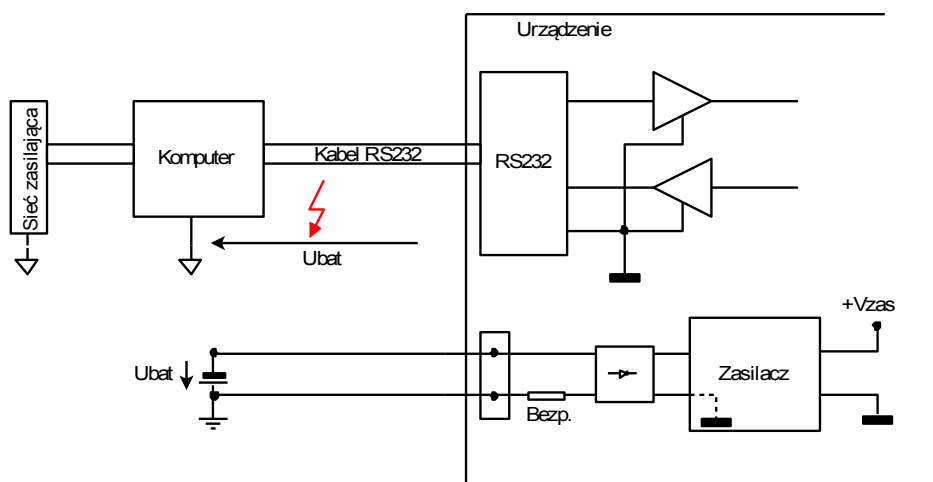 Urządzenie
Sieć zasilająca
Komputer
Kabel RS232
RS232
Ubat
+Vzas
Ubat
Zasilacz
Bezp.